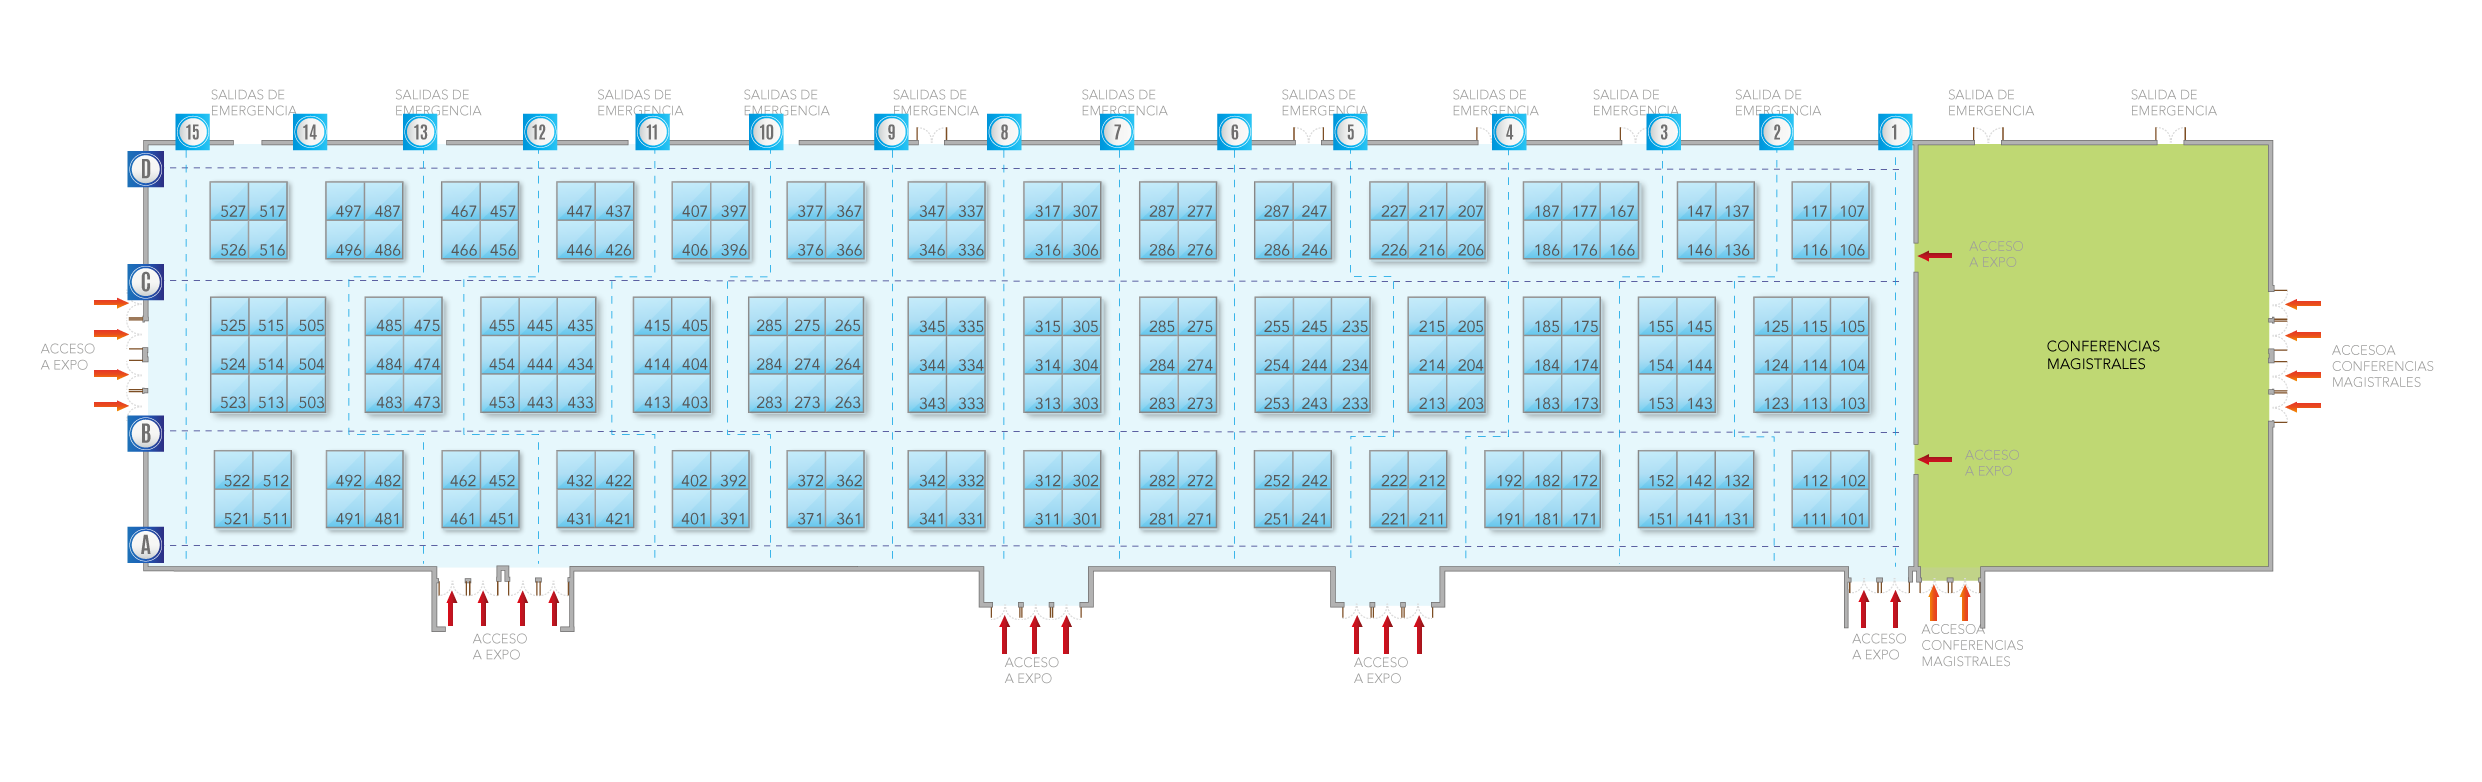 SALIDAS DE EMERGENCIA
SALIDAS DE EMERGENCIA
SALIDAS DE EMERGENCIA
SALIDAS DE EMERGENCIA
SALIDAS DE EMERGENCIA
SALIDAS DE EMERGENCIA
SALIDAS DE EMERGENCIA
SALIDAS DE EMERGENCIA
SALIDA DE EMERGENCIA
SALIDA DE EMERGENCIA
SALIDA DE EMERGENCIA
SALIDA DE EMERGENCIA
15 14 13 12 11 10 9 8 7 6 5 4 3 2 1
D
527 517 497 487 467 457 447 437 407 397 377 367 347 337 317 307 287 277 287 247 227 217 207 187 177 167 147 137 117 107
526 516 496 486 466 456 446 426 406 396 376 366 346 336 316 306 286 276 286 246 226 216 206 186 176 166 146 136 116 106
ACCESO
A EXPO
C
525 515 505 485 475 455 445 435 415 405 285 275 265 345 335 315 305 285 275 255 245 235 215 205 185 175 155 145 125 115 105
524 514 504 484 474 454 444 434 414 404 284 274 264 344 334 314 304 284 274 254 244 234 214 204 184 174 154 144 124 114 104
523 513 503 483 473 453 443 433 413 403 283 273 263 343 333 313 303 283 273 253 243 233 213 203 183 173 153 143 123 113 103
ACCESO
A EXPO
CONFERENCIAS
MAGISTRALES
ACCESOA
CONFERENCIAS
MAGISTRALES
B
522 512 492 482 462 452 432 422 402 392 372 362 342 332 312 302 282 272 252 242 222 212 192 182 172 152 142 132 112 102
521 511 491 481 461 451 431 421 401 391 371 361 341 331 311 301 281 271 251 241 221 211 191 181 171 151 141 131 111 101
ACCESO
A EXPO
A
ACCESO
A EXPO
ACCESO
A EXPO
ACCESO
A EXPO
ACCESO
A EXPO
ACCESOA
CONFERENCIAS
MAGISTRALES